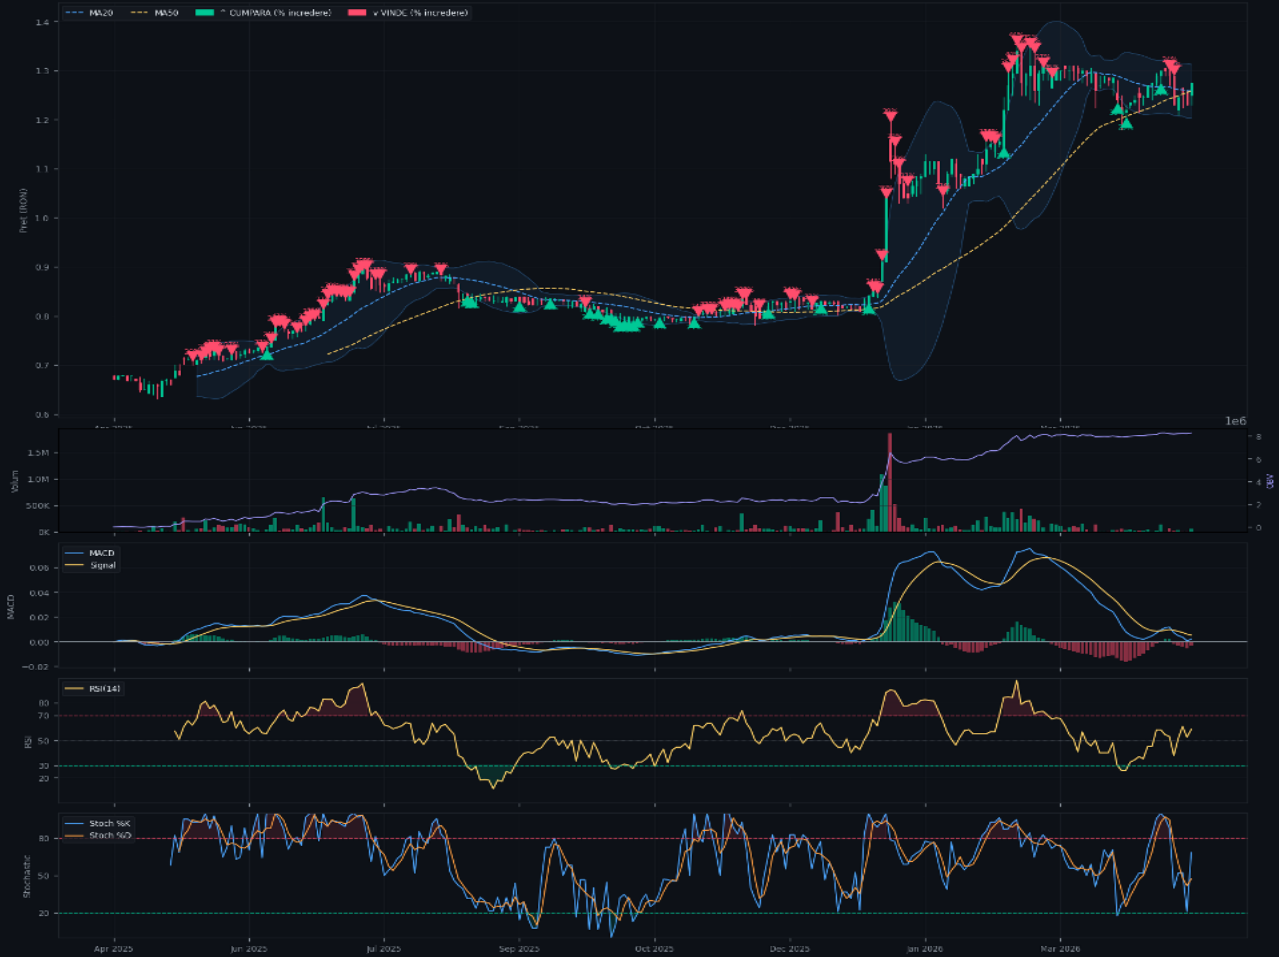 MA20 MA50 ^ CUMPARA (% incredere) v VINDE (% incredere)
1.4
1.3
1.2
1.1
1.0
0.9
0.8
0.7
0.6
Pret (RON)
1e6
1.5M
1.0M
500K
0K
Volum
8
6
4
2
0
OBV
MACD
Signal
0.06
0.04
0.02
0.00
−0.02
MACD
RSI(14)
80
70
50
30
20
RSI
Stoch %K
Stoch %D
80
50
20
Stochastic
Apr 2025 Jun 2025 Jul 2025 Sep 2025 Oct 2025 Dec 2025 Jan 2026 Mar 2026